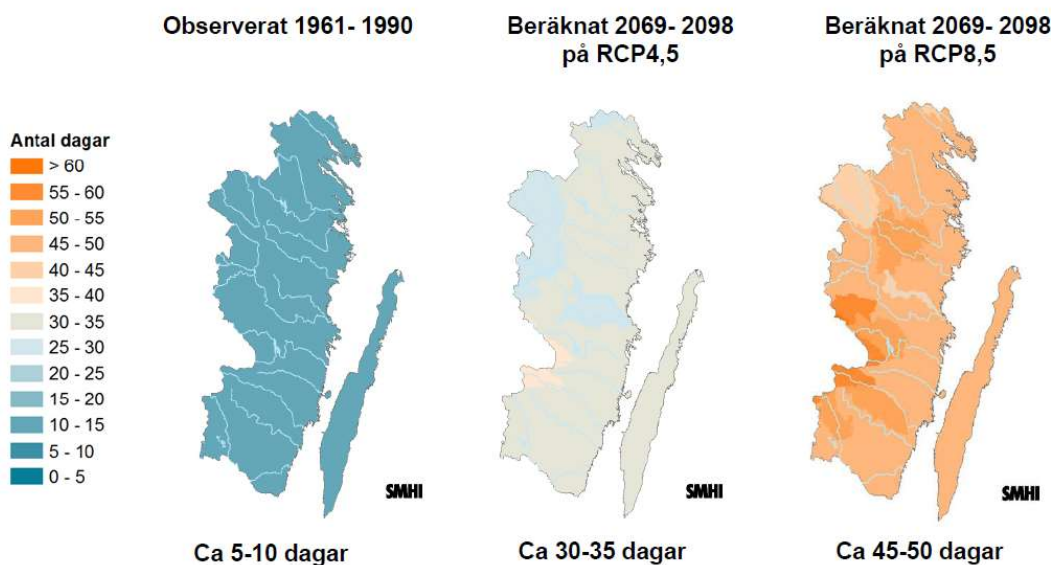 Observerat 1961- 1990
Beräknat 2069- 2098
på RCP4,5
Beräknat 2069- 2098
på RCP8,5
Antal dagar
> 60
55 - 60
50 - 55
45 - 50
40 - 45
35 - 40
30 - 35
25 - 30
20 - 25
15 - 20
10 - 15
5 - 10
0 - 5
SMHI
SMHI
SMHI
Ca 5-10 dagar
Ca 30-35 dagar
Ca 45-50 dagar